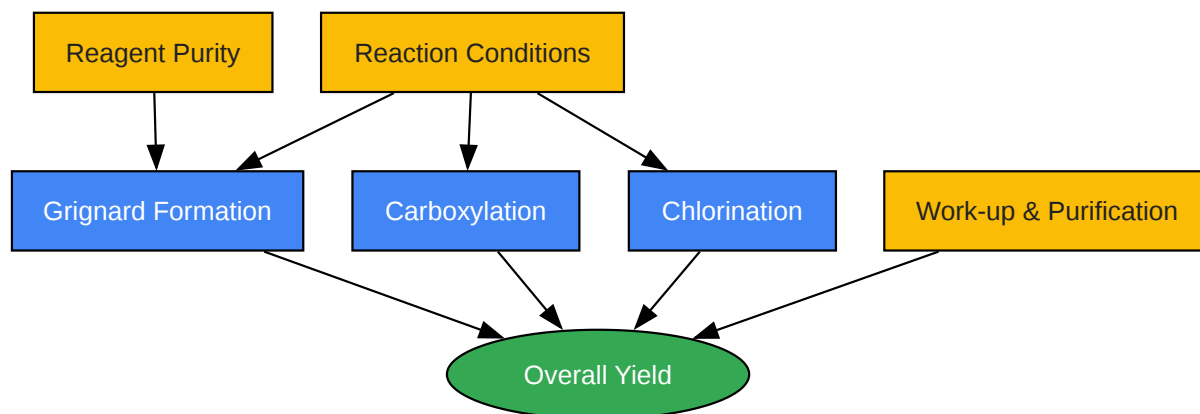 Reagent Purity
Reaction Conditions
Grignard Formation
Carboxylation
Chlorination
Work-up & Purification
Overall Yield